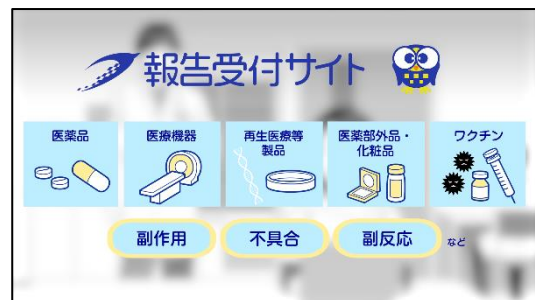 報告受付サイト
医薬品
医療機器
再生医療等
製品
医薬部外品・
化粧品
ワクチン
副作用
不具合
副反応
など